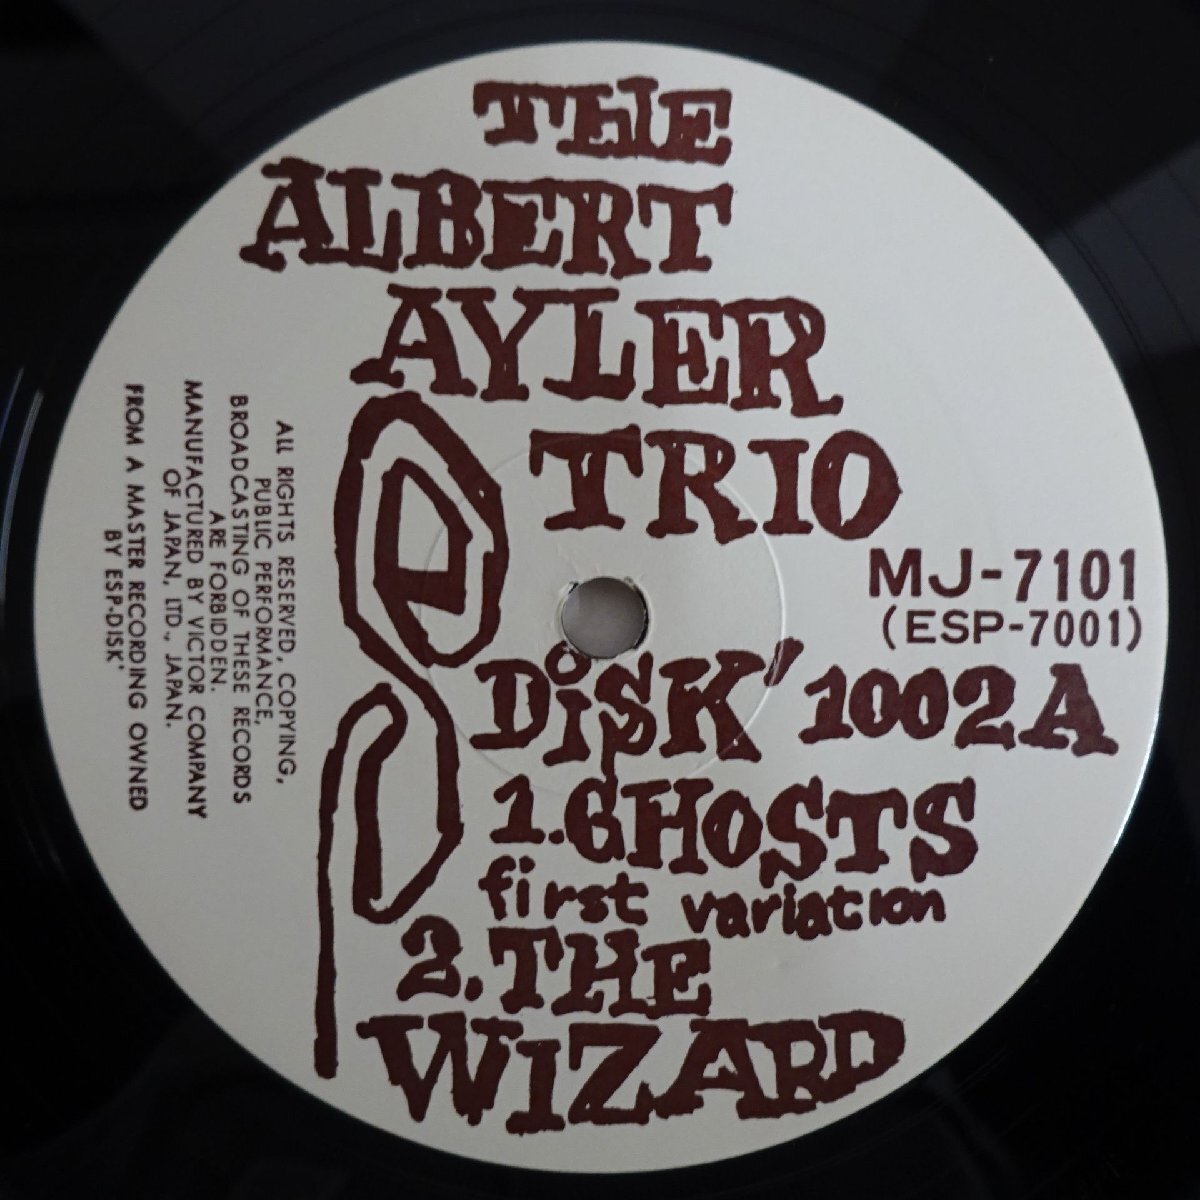 THE
ALBERT
AYLER
TRIO
MJ-7101
(ESP-7001)
ESP
DiSK' 1002A
1. GHOSTS
first variation
2. THE
WIZARD
ALL RIGHTS RESERVED, COPYING,
PUBLIC PERFORMANCE,
BROADCASTING OF THESE RECORDS
ARE FORBIDDEN.
MANUFACTURED BY VICTOR COMPANY
OF JAPAN, LTD., JAPAN.
FROM A MASTER RECORDING OWNED
BY ESP-DISK'